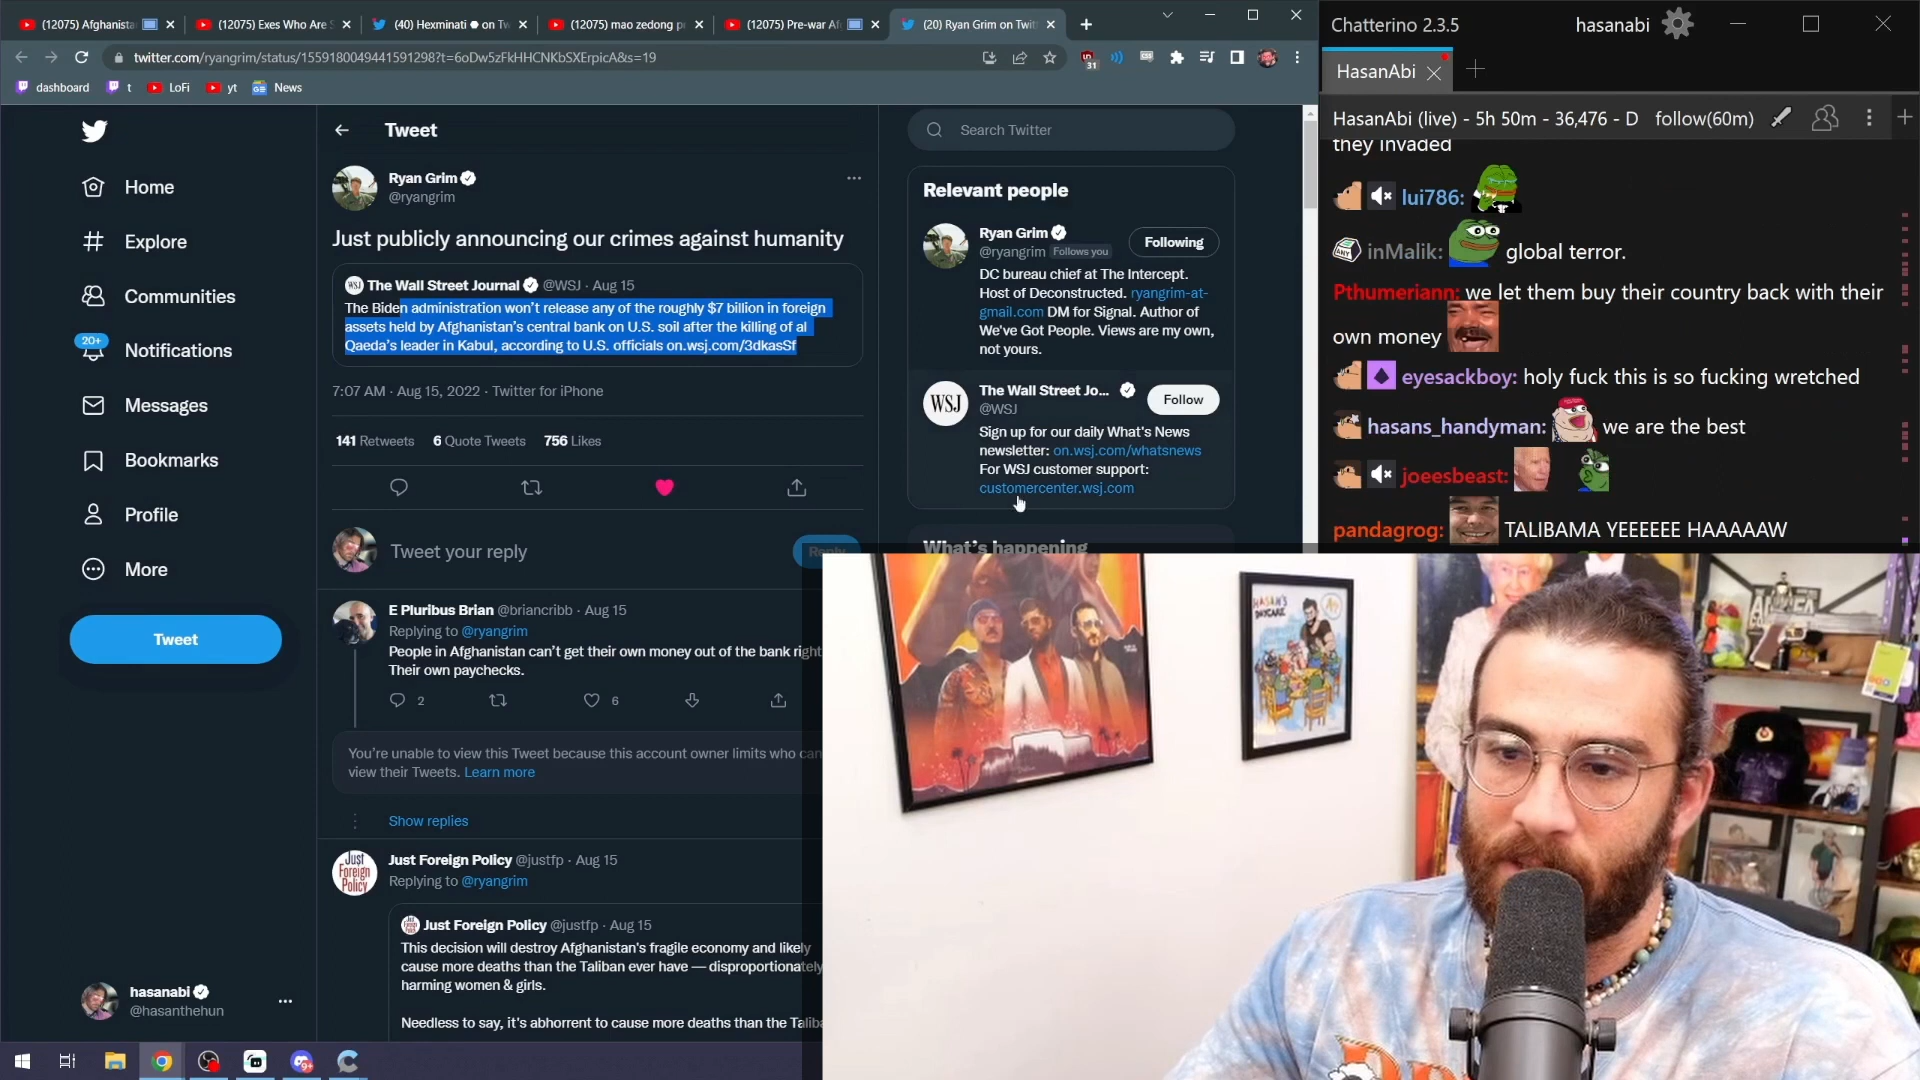 (12075) Afghanista
(12075) Exes Who Are S
(40) Hexminati ● on Tw
(12075) mao zedong p
(12075) Pre-war Af
(20) Ryan Grim on Twit
twitter.com/ryangrim/status/1559180049441591298?t=6oDw5zFkHHCNKbSXErpicA&s=19
31
dashboard
t
LoFi
yt
News
Home
Explore
Communities
20+
Notifications
Messages
Bookmarks
Profile
More
Tweet
hasanabi
@hasanthehun
Tweet
Ryan Grim
@ryangrim
Just publicly announcing our crimes against humanity
WSJ The Wall Street Journal @WSJ · Aug 15
The Biden administration won't release any of the roughly $7 billion in foreign
assets held by Afghanistan's central bank on U.S. soil after the killing of al
Qaeda's leader in Kabul, according to U.S. officials on.wsj.com/3dkasSf
7:07 AM · Aug 15, 2022 · Twitter for iPhone
141 Retweets 6 Quote Tweets 756 Likes
Tweet your reply
Reply
E Pluribus Brian @briancribb · Aug 15
Replying to @ryangrim
People in Afghanistan can't get their own money out of the bank right
Their own paychecks.
2
6
You're unable to view this Tweet because this account owner limits who can
view their Tweets. Learn more
Show replies
Just Foreign Policy
Just Foreign Policy @justfp · Aug 15
Replying to @ryangrim
Just Foreign Policy @justfp · Aug 15
This decision will destroy Afghanistan's fragile economy and likely
cause more deaths than the Taliban ever have — disproportionately
harming women & girls.
Needless to say, it's abhorrent to cause more deaths than the Taliba
Search Twitter
Relevant people
Ryan Grim
@ryangrim Follows you
Following
DC bureau chief at The Intercept.
Host of Deconstructed. ryangrim-at-
gmail.com DM for Signal. Author of
We've Got People. Views are my own,
not yours.
WSJ
The Wall Street Jo...
@WSJ
Follow
Sign up for our daily What's News
newsletter: on.wsj.com/whatsnews
For WSJ customer support:
customercenter.wsj.com
What's happening
Chatterino 2.3.5
hasanabi
HasanAbi
HasanAbi (live) - 5h 50m - 36,476 - D
follow(60m)
they invaded
lui786:
inMalik: global terror.
Pthumeriann: we let them buy their country back with their
own money
eyesackboy: holy fuck this is so fucking wretched
hasans_handyman: we are the best
joeesbeast:
pandagrog: TALIBAMA YEEEEEE HAAAAAW
HASAN'S
DAYCARE
9+